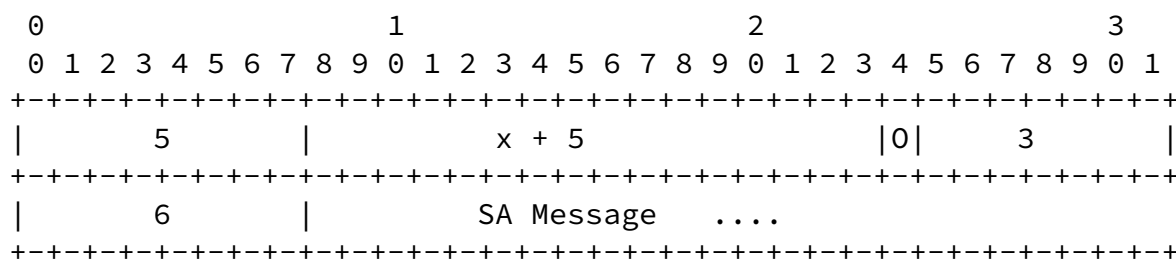 0                   1                   2                   3
 0 1 2 3 4 5 6 7 8 9 0 1 2 3 4 5 6 7 8 9 0 1 2 3 4 5 6 7 8 9 0 1
+-+-+-+-+-+-+-+-+-+-+-+-+-+-+-+-+-+-+-+-+-+-+-+-+-+-+-+-+-+-+-+-+
|       5       |          x + 5                |O|     3       |
+-+-+-+-+-+-+-+-+-+-+-+-+-+-+-+-+-+-+-+-+-+-+-+-+-+-+-+-+-+-+-+-+
|       6       |         SA Message   ....
+-+-+-+-+-+-+-+-+-+-+-+-+-+-+-+-+-+-+-+-+-+-+-+-+-+-+-+-+-+-+-+-+